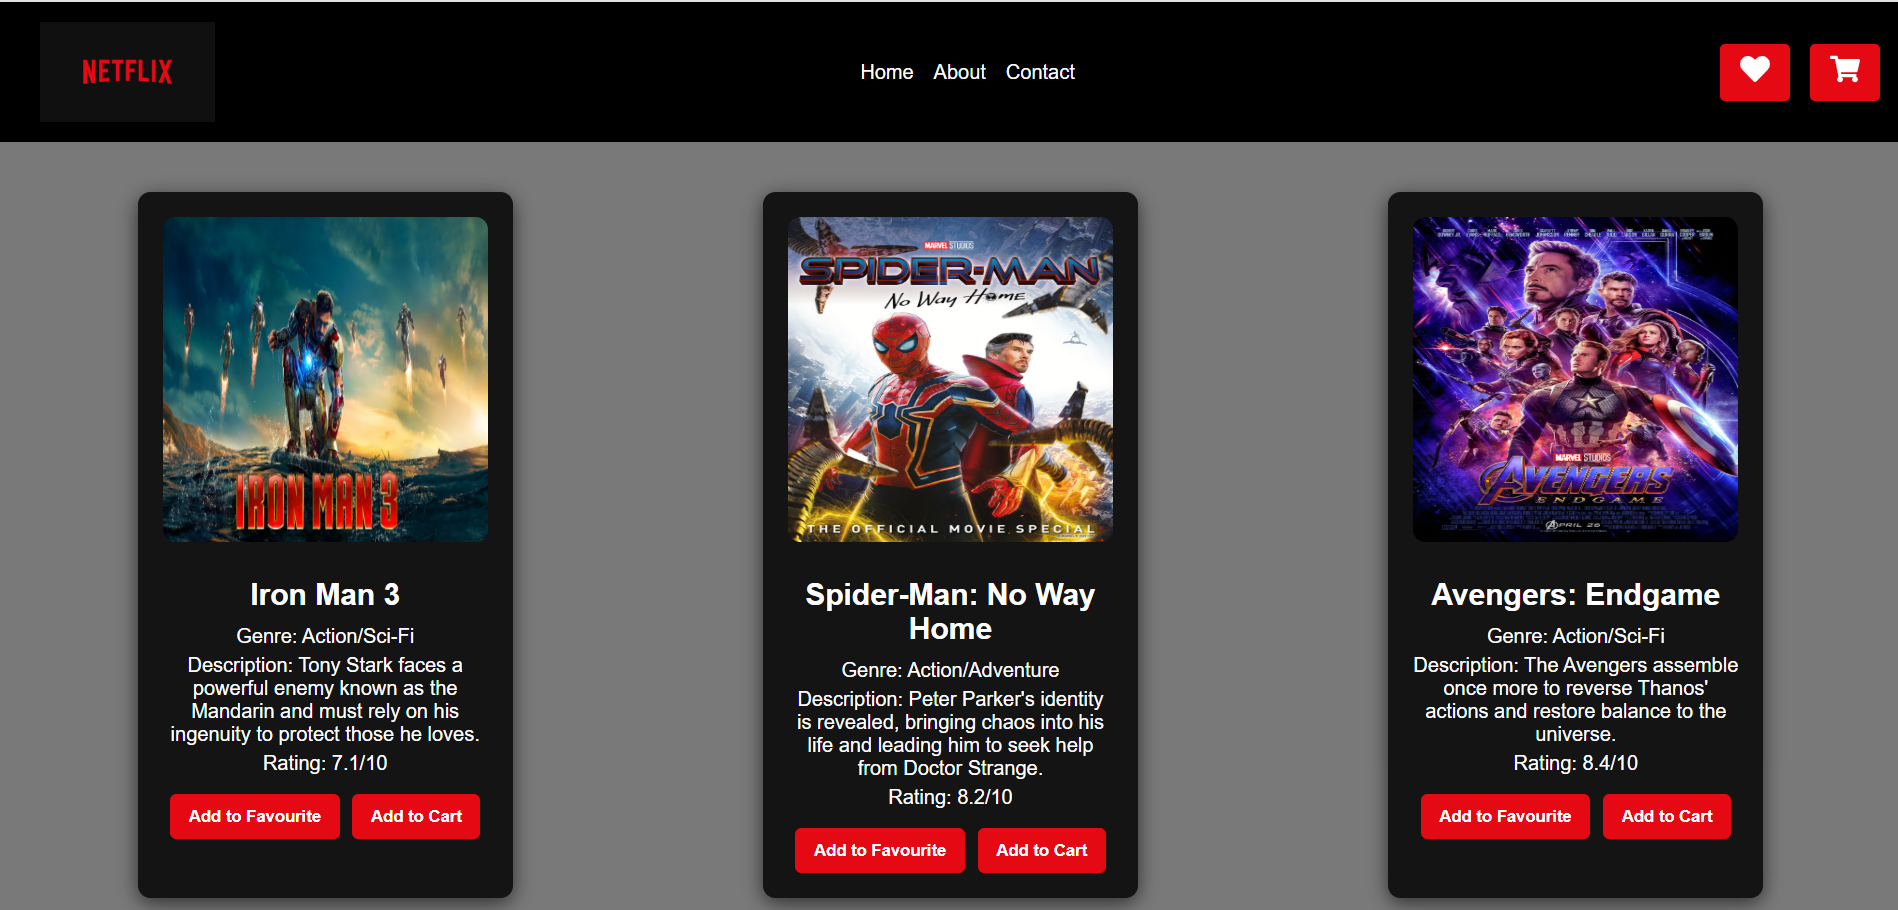 NETFLIX
Home About Contact
IRON MAN 3
Iron Man 3
Genre: Action/Sci-Fi
Description: Tony Stark faces a
powerful enemy known as the
Mandarin and must rely on his
ingenuity to protect those he loves.
Rating: 7.1/10
Add to Favourite Add to Cart
MARVEL STUDIOS
SPIDER-MAN
No Way Home
THE OFFICIAL MOVIE SPECIAL
Spider-Man: No Way
Home
Genre: Action/Adventure
Description: Peter Parker's identity
is revealed, bringing chaos into his
life and leading him to seek help
from Doctor Strange.
Rating: 8.2/10
Add to Favourite Add to Cart
MARVEL STUDIOS
AVENGERS
ENDGAME
APRIL 26
Avengers: Endgame
Genre: Action/Sci-Fi
Description: The Avengers assemble
once more to reverse Thanos'
actions and restore balance to the
universe.
Rating: 8.4/10
Add to Favourite Add to Cart